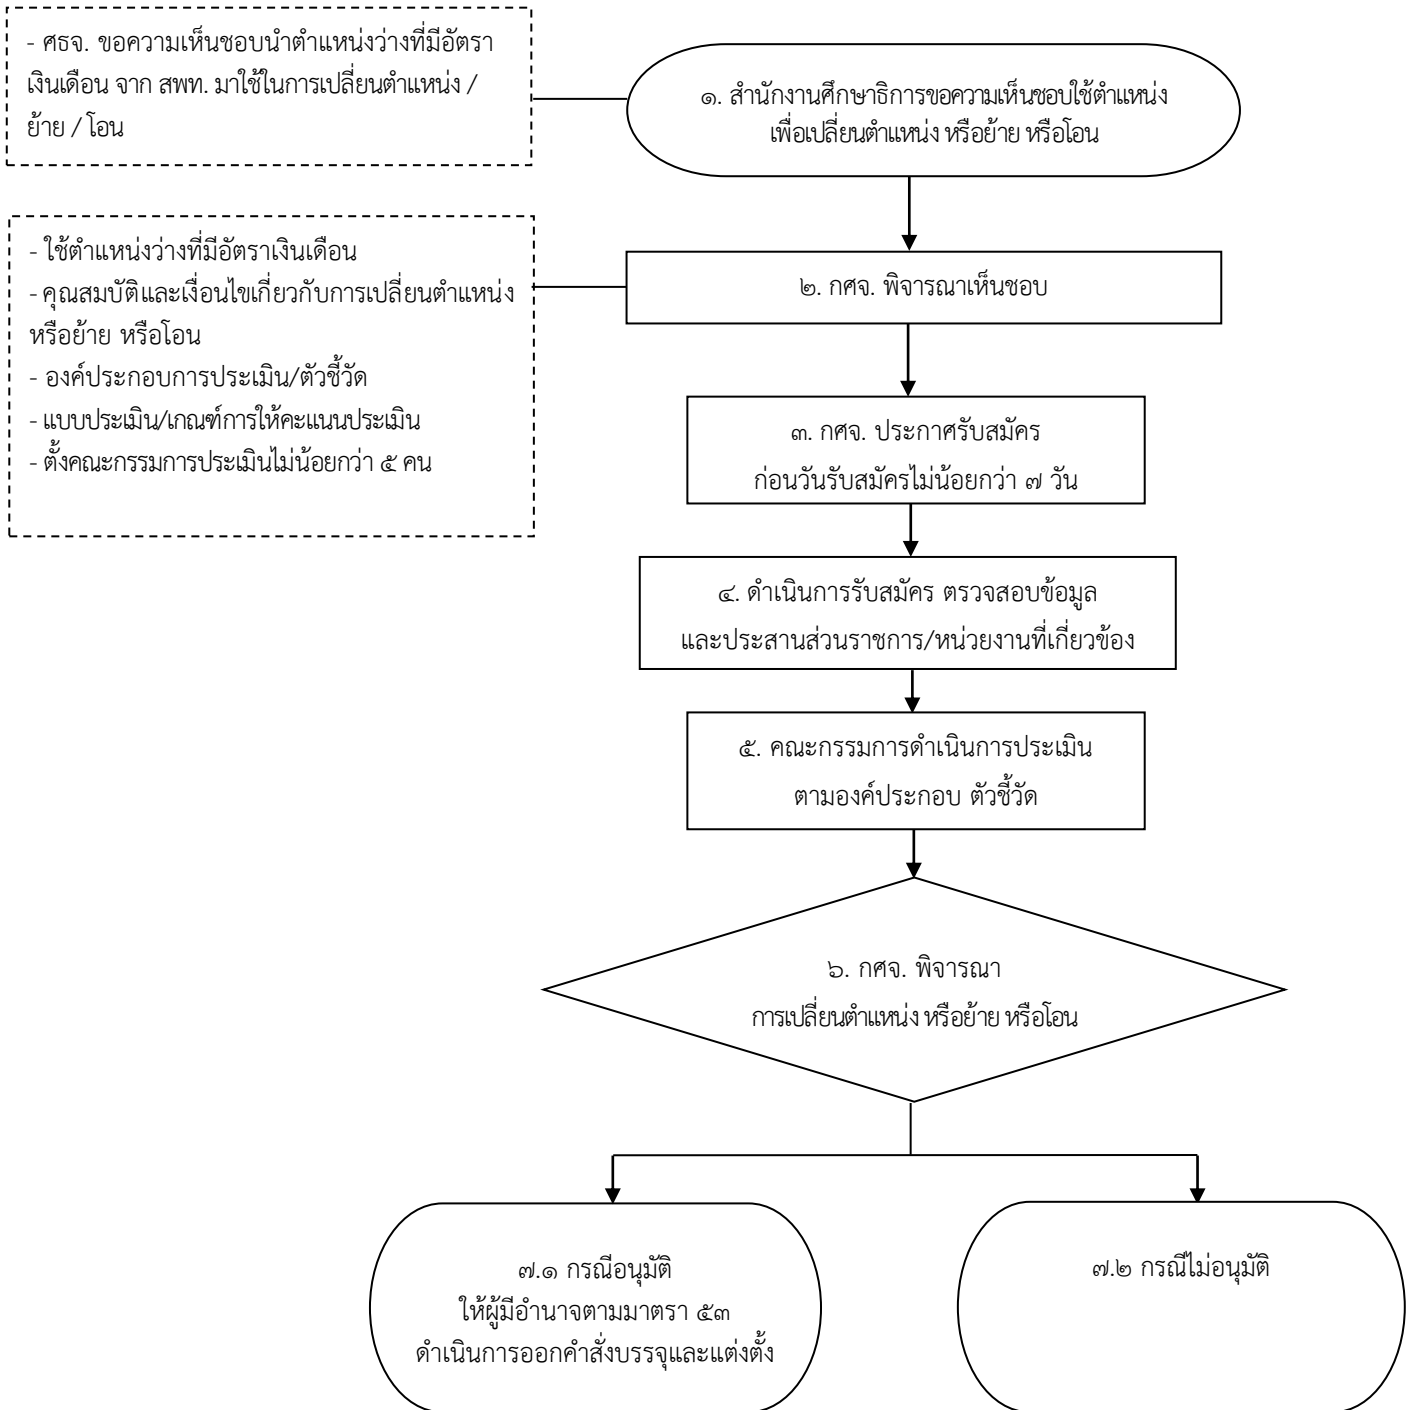 - ศธจ. ขอความเห็นชอบนำตำแหน่งว่างที่มีอัตรา
เงินเดือน จาก สพท. มาใช้ในการเปลี่ยนตำแหน่ง /
ย้าย / โอน
๑. สำนักงานศึกษาธิการขอความเห็นชอบใช้ตำแหน่ง
เพื่อเปลี่ยนตำแหน่ง หรือย้าย หรือโอน
- ใช้ตำแหน่งว่างที่มีอัตราเงินเดือน
- คุณสมบัติและเงื่อนไขเกี่ยวกับการเปลี่ยนตำแหน่ง
หรือย้าย หรือโอน
- องค์ประกอบการประเมิน/ตัวชี้วัด
- แบบประเมิน/เกณฑ์การให้คะแนนประเมิน
- ตั้งคณะกรรมการประเมินไม่น้อยกว่า ๕ คน
๒. กศจ. พิจารณาเห็นชอบ
๓. กศจ. ประกาศรับสมัคร
ก่อนวันรับสมัครไม่น้อยกว่า ๗ วัน
๔. ดำเนินการรับสมัคร ตรวจสอบข้อมูล
และประสานส่วนราชการ/หน่วยงานที่เกี่ยวข้อง
๕. คณะกรรมการดำเนินการประเมิน
ตามองค์ประกอบ ตัวชี้วัด
๖. กศจ. พิจารณา
การเปลี่ยนตำแหน่ง หรือย้าย หรือโอน
๗.๑ กรณีอนุมัติ
ให้ผู้มีอำนาจตามมาตรา ๕๓
ดำเนินการออกคำสั่งบรรจุและแต่งตั้ง
๗.๒ กรณีไม่อนุมัติ